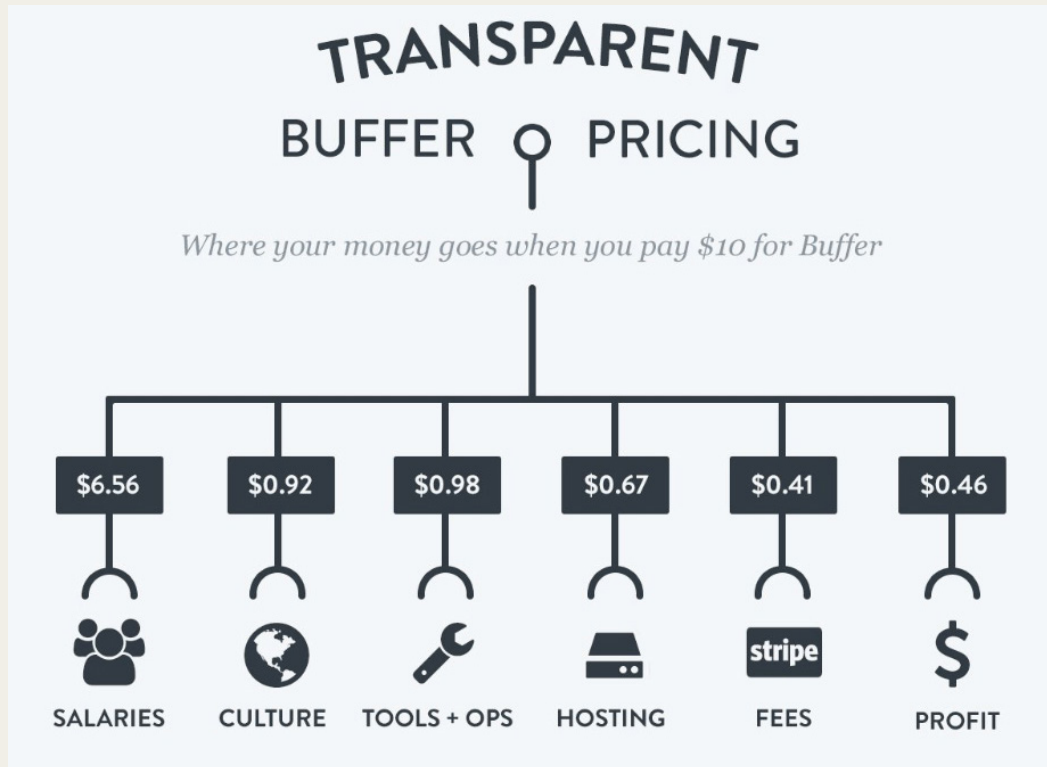 TRANSPARENT
BUFFER PRICING
Where your money goes when you pay $10 for Buffer
$6.56 $0.92 $0.98 $0.67 $0.41 $0.46
stripe $
SALARIES CULTURE TOOLS + OPS HOSTING FEES PROFIT